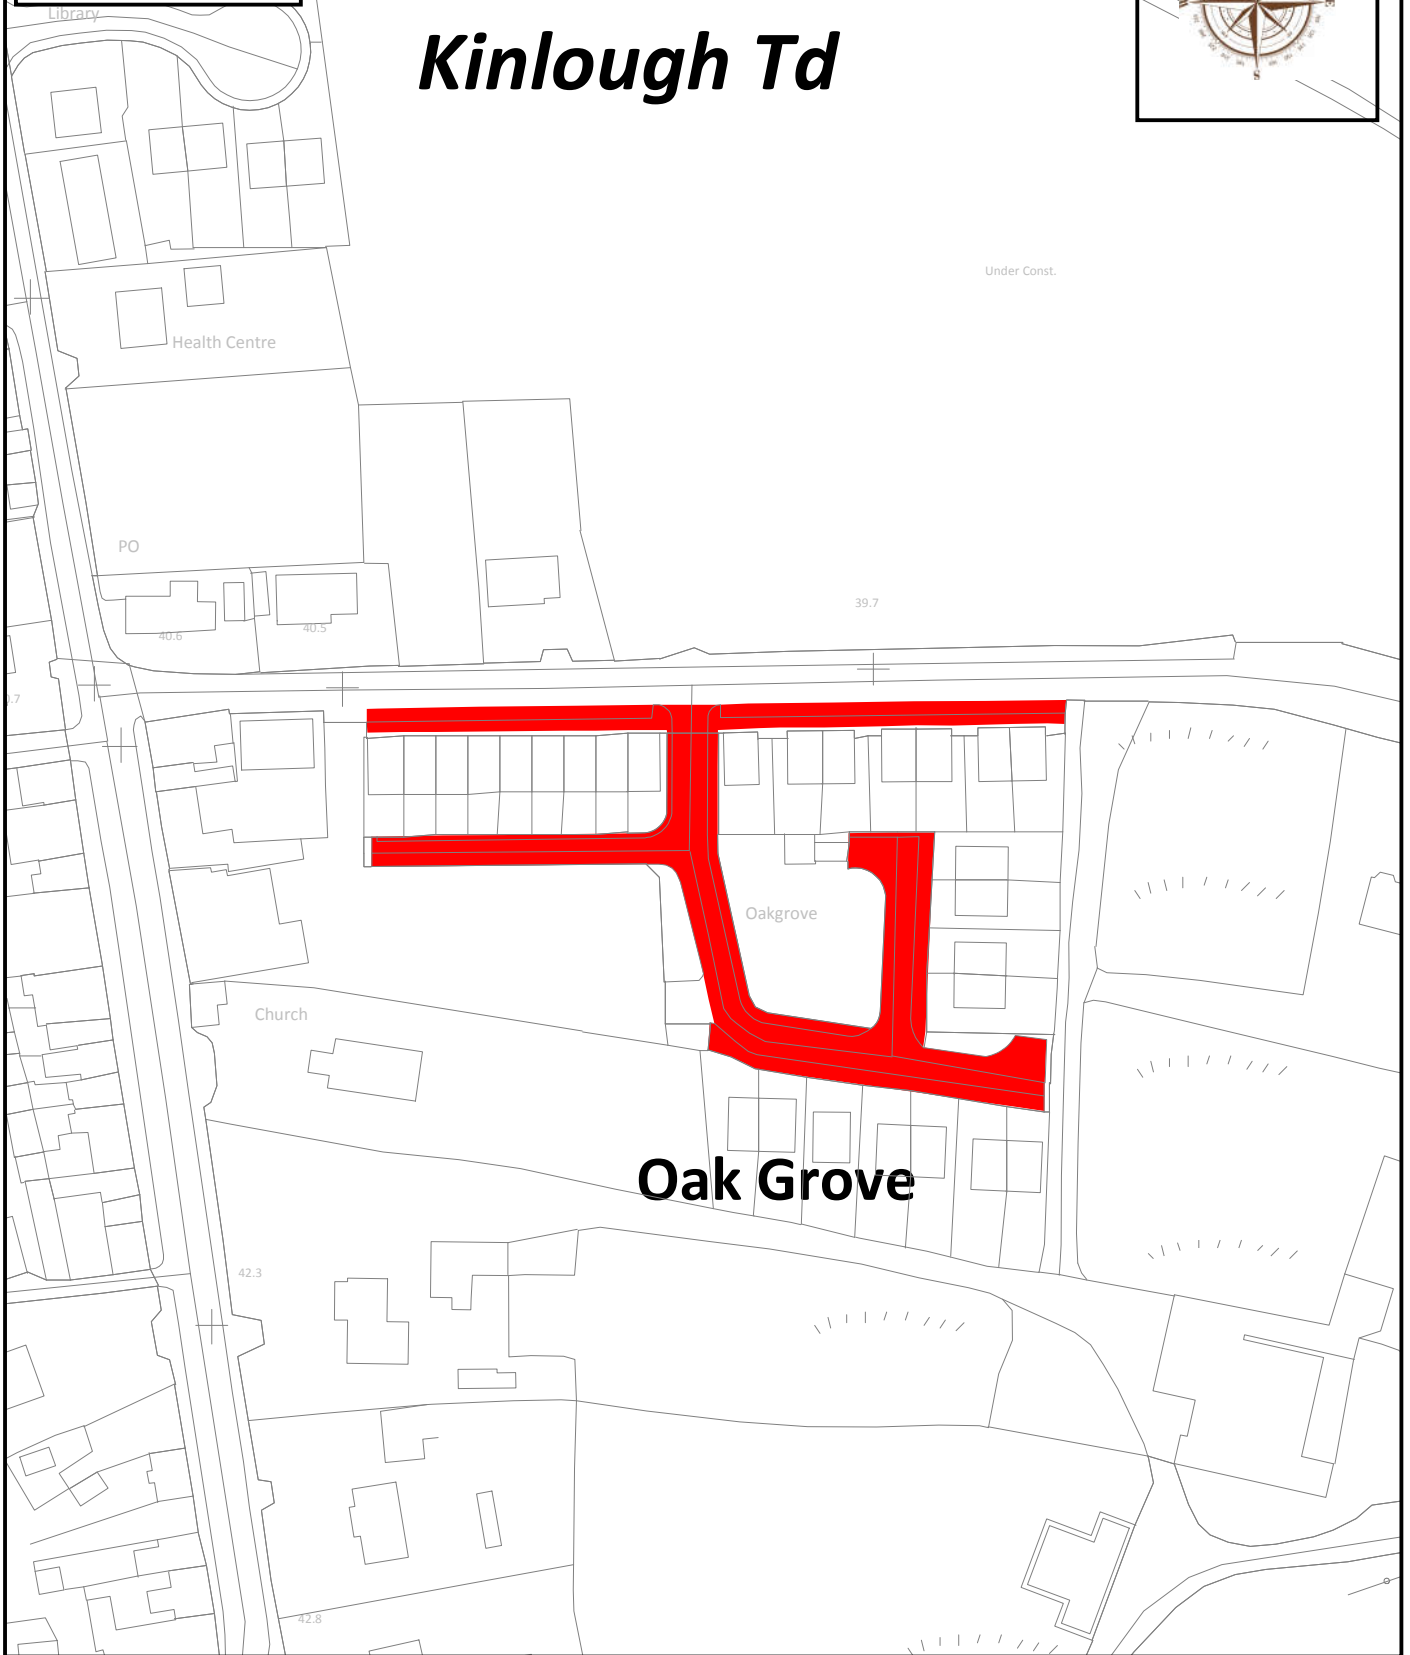 Library
Kinlough Td
E
S
Under Const.
Health Centre
PO
39.7
40.6
40.5
Oakgrove
Church
Oak Grove
42.3
42.8